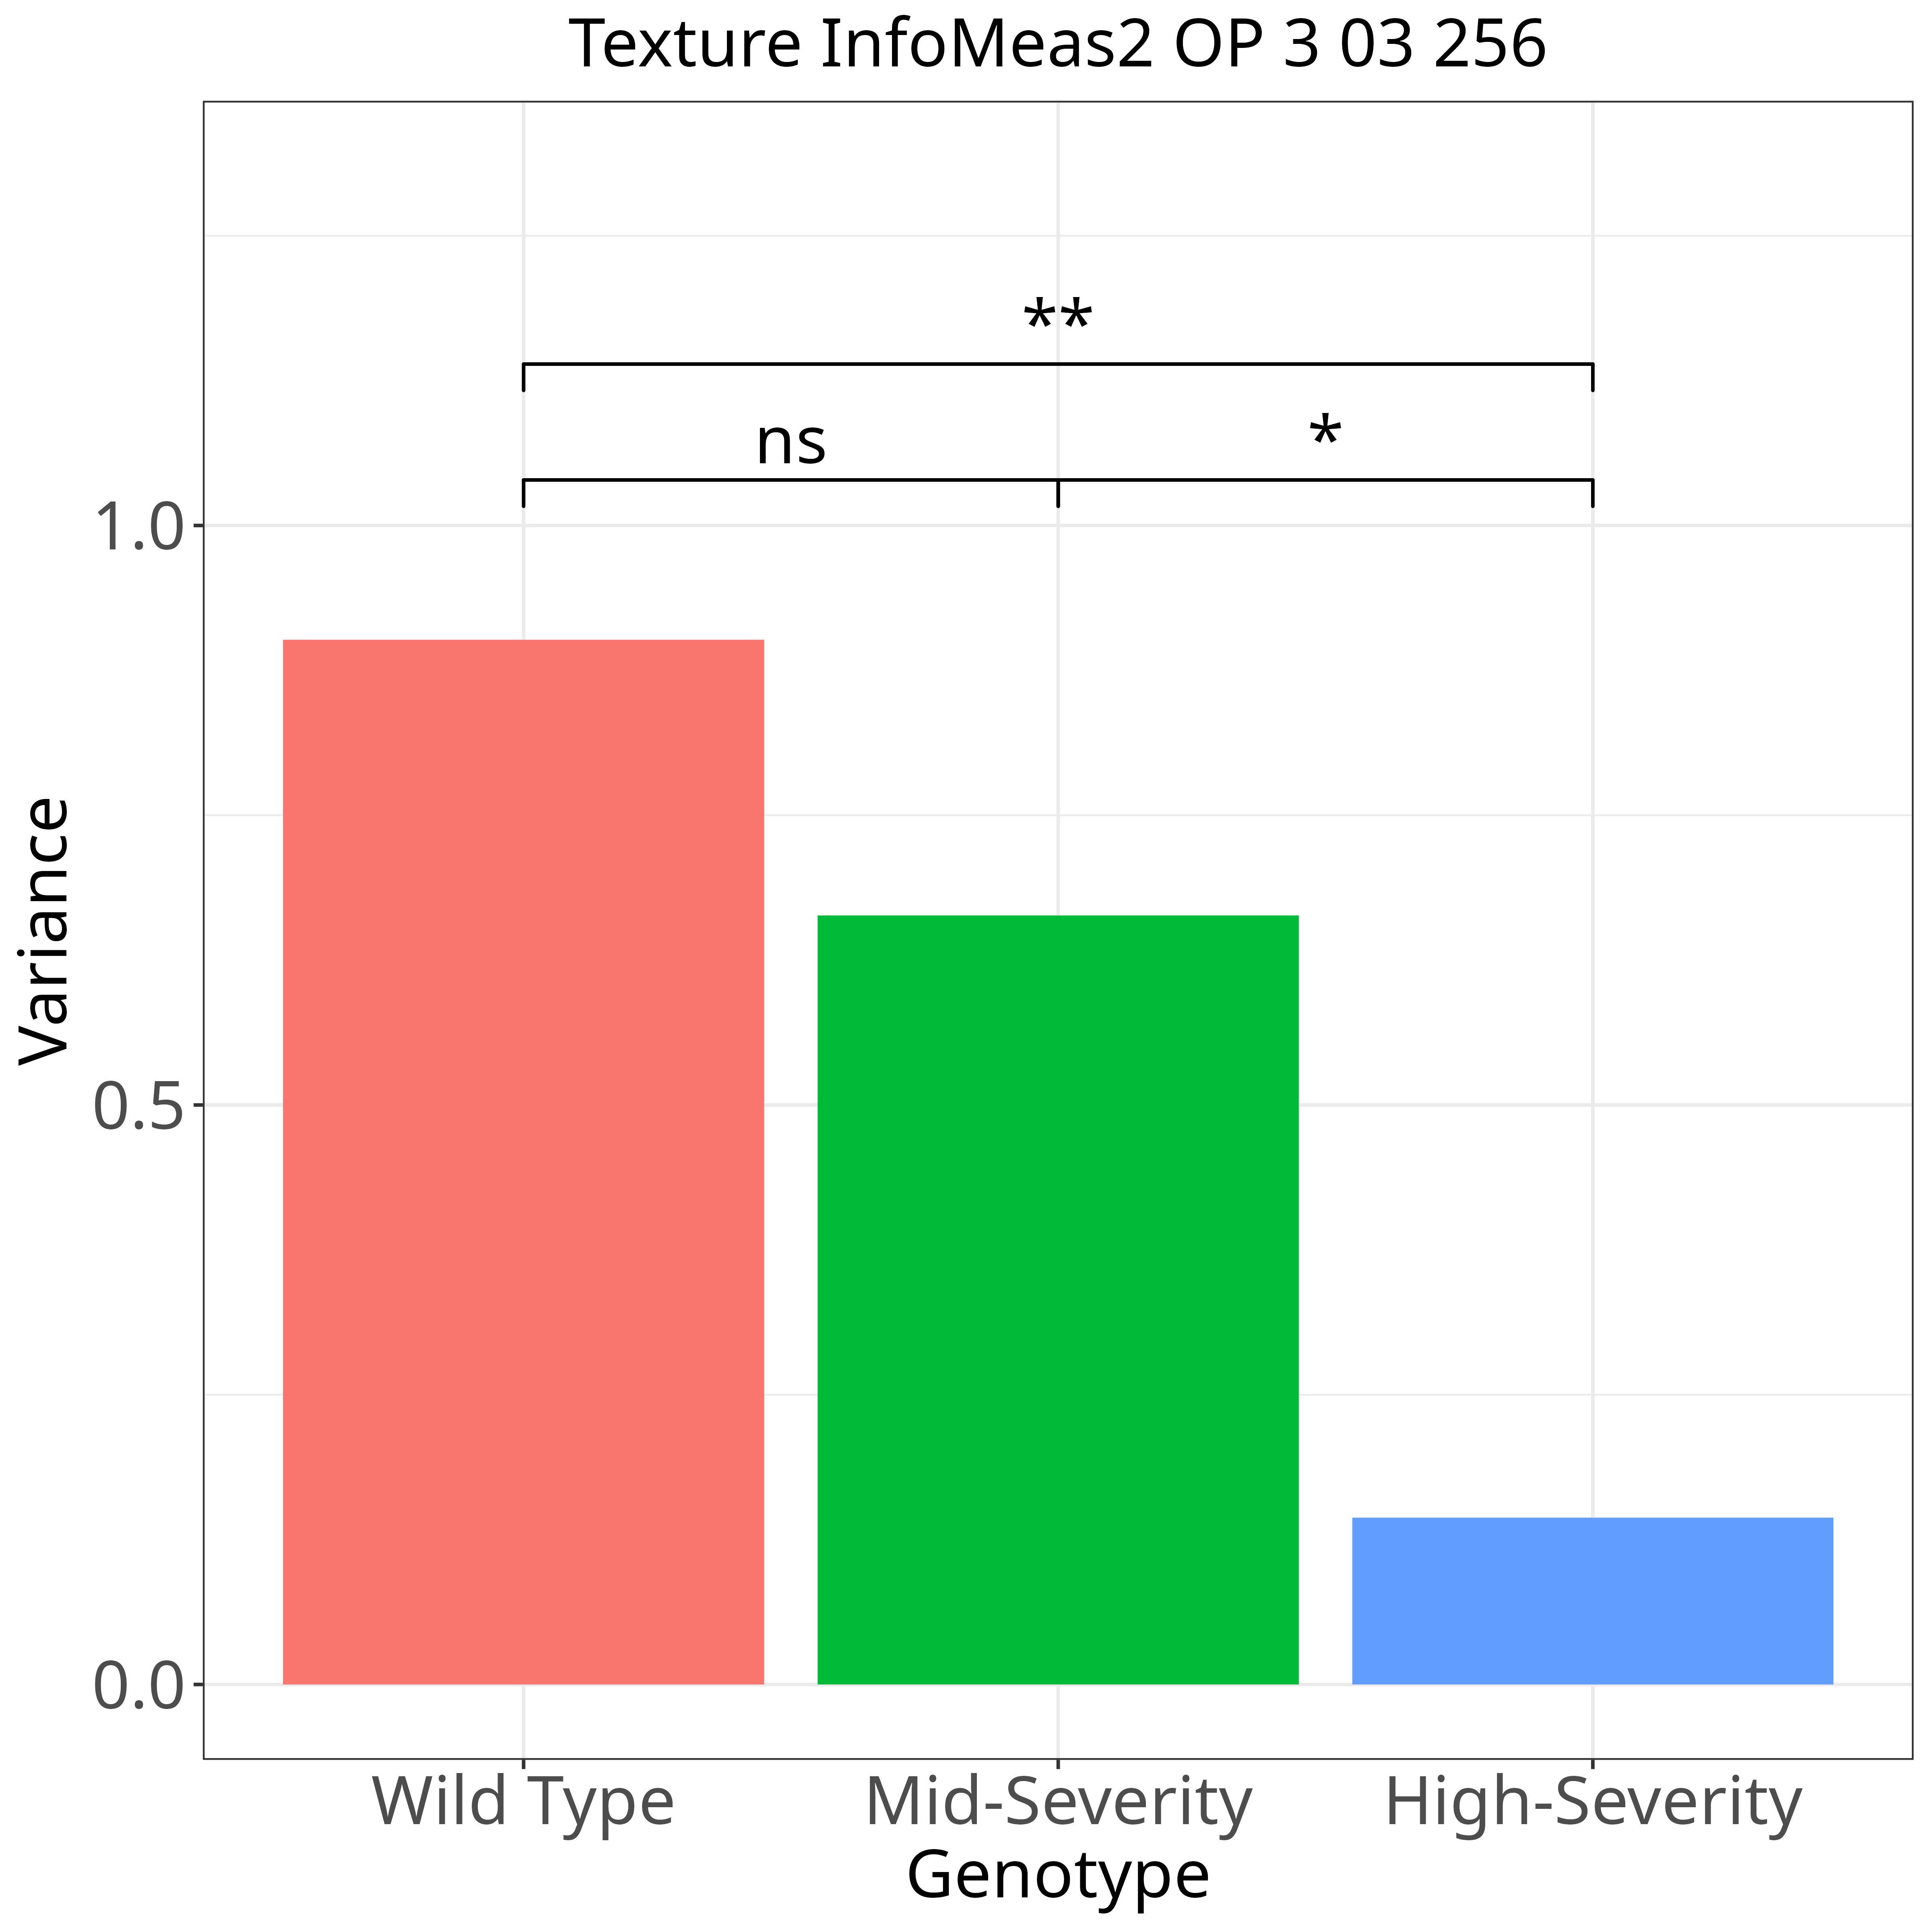 Texture InfoMeas2 OP 3 03 256
**
ns *
1.0
0.5
0.0
Variance
Wild Type Mid-Severity High-Severity
Genotype